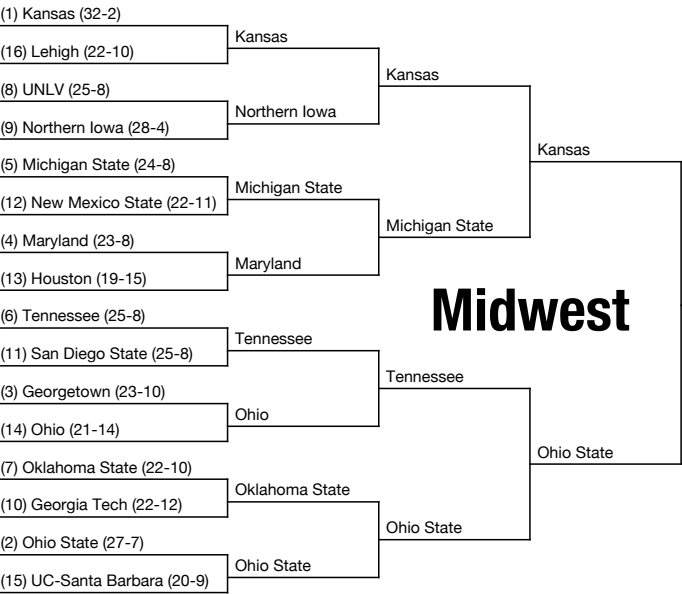 (1) Kansas (32-2)
(16) Lehigh (22-10)
(8) UNLV (25-8)
(9) Northern Iowa (28-4)
(5) Michigan State (24-8)
(12) New Mexico State (22-11)
(4) Maryland (23-8)
(13) Houston (19-15)
(6) Tennessee (25-8)
(11) San Diego State (25-8)
(3) Georgetown (23-10)
(14) Ohio (21-14)
(7) Oklahoma State (22-10)
(10) Georgia Tech (22-12)
(2) Ohio State (27-7)
(15) UC-Santa Barbara (20-9)
Kansas
Northern Iowa
Michigan State
Maryland
Tennessee
Ohio
Oklahoma State
Ohio State
Kansas
Michigan State
Tennessee
Ohio State
Kansas
Ohio State
Midwest